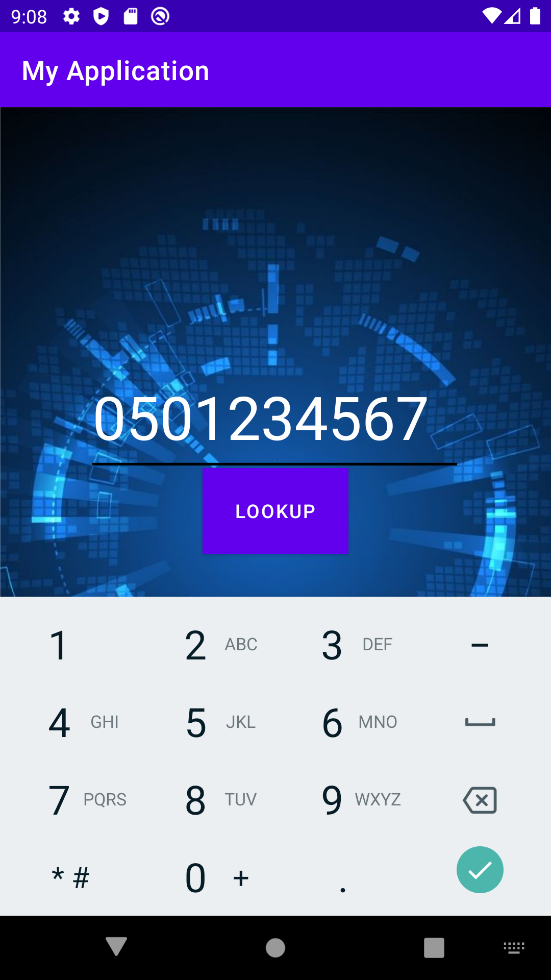 9:08
My Application
0501234567
LOOKUP
1 2 ABC 3 DEF -
4 GHI 5 JKL 6 MNO
7 PQRS 8 TUV 9 WXYZ
* # 0 + .